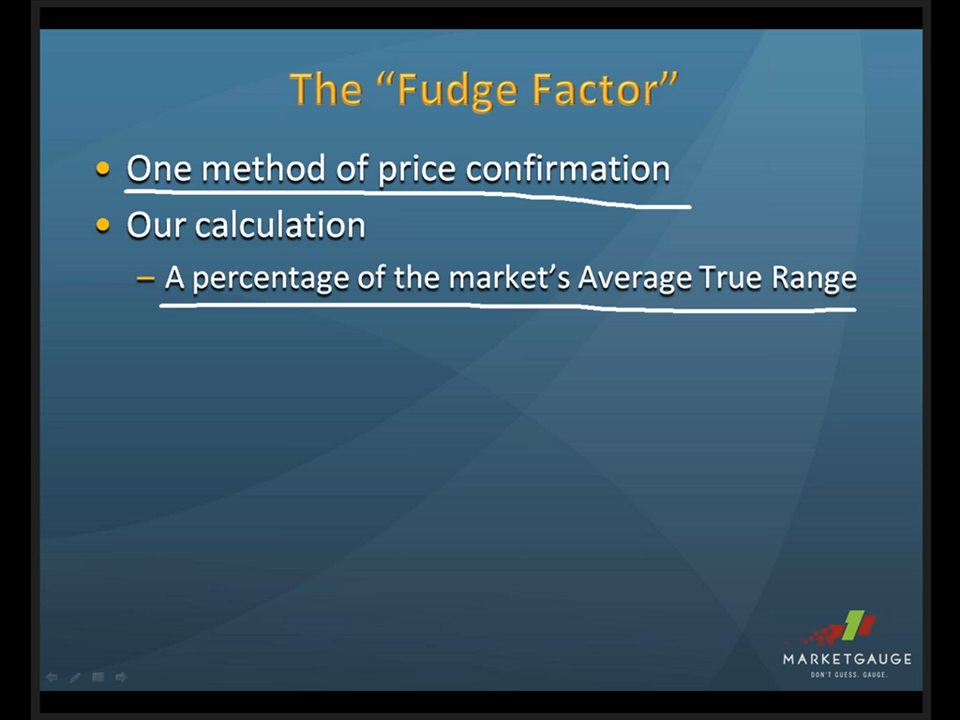 The “Fudge Factor”
• One method of price confirmation
• Our calculation
– A percentage of the market’s Average True Range
MARKETGAUGE
DON'T GUESS. GAUGE.